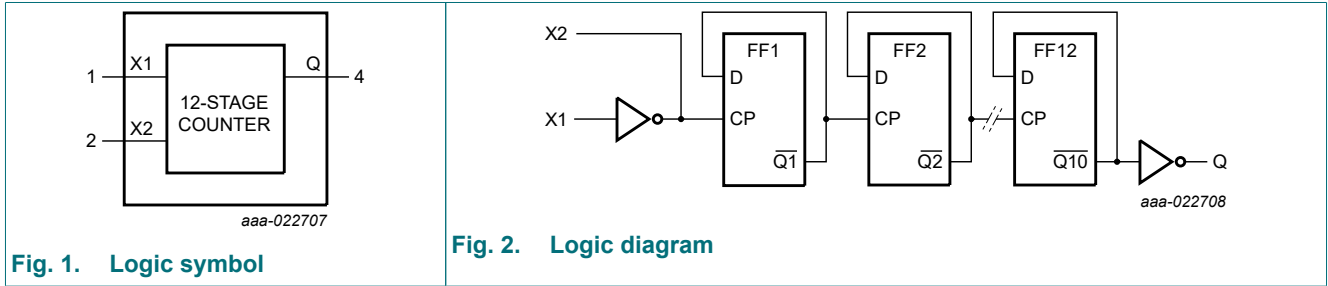 X1
Q
1
4
12-STAGE
COUNTER
X2
2
aaa-022707
Fig. 1. Logic symbol
X2
FF1
FF2
FF12
D
D
D
X1
CP
CP
CP
Q1
Q2
Q10
Q
aaa-022708
Fig. 2. Logic diagram